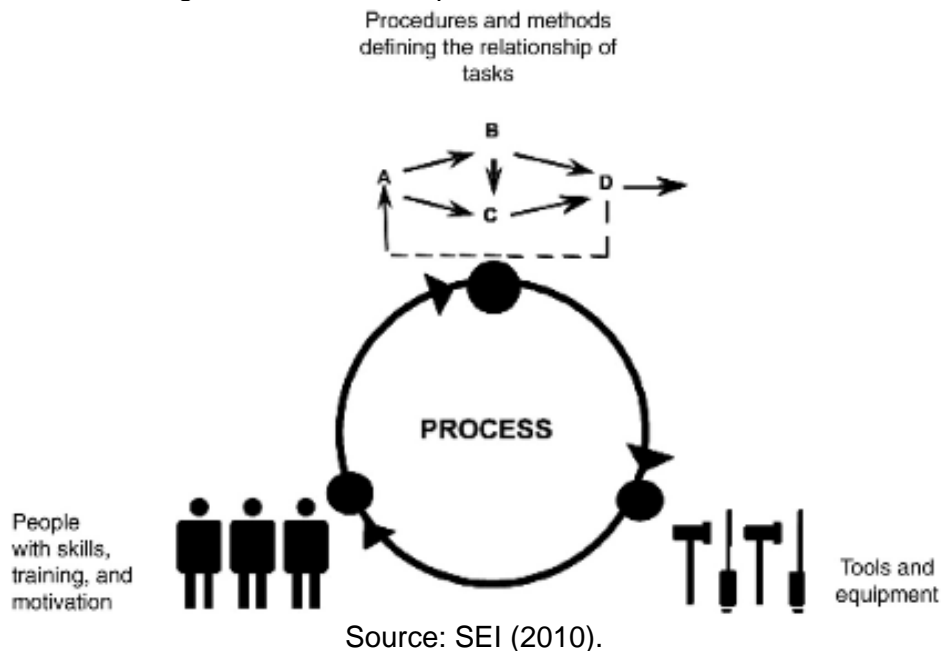 Procedures and methods
defining the relationship of
tasks
B
A
D
C
PROCESS
People
with skills,
training, and
motivation
Tools and
equipment
Source: SEI (2010).